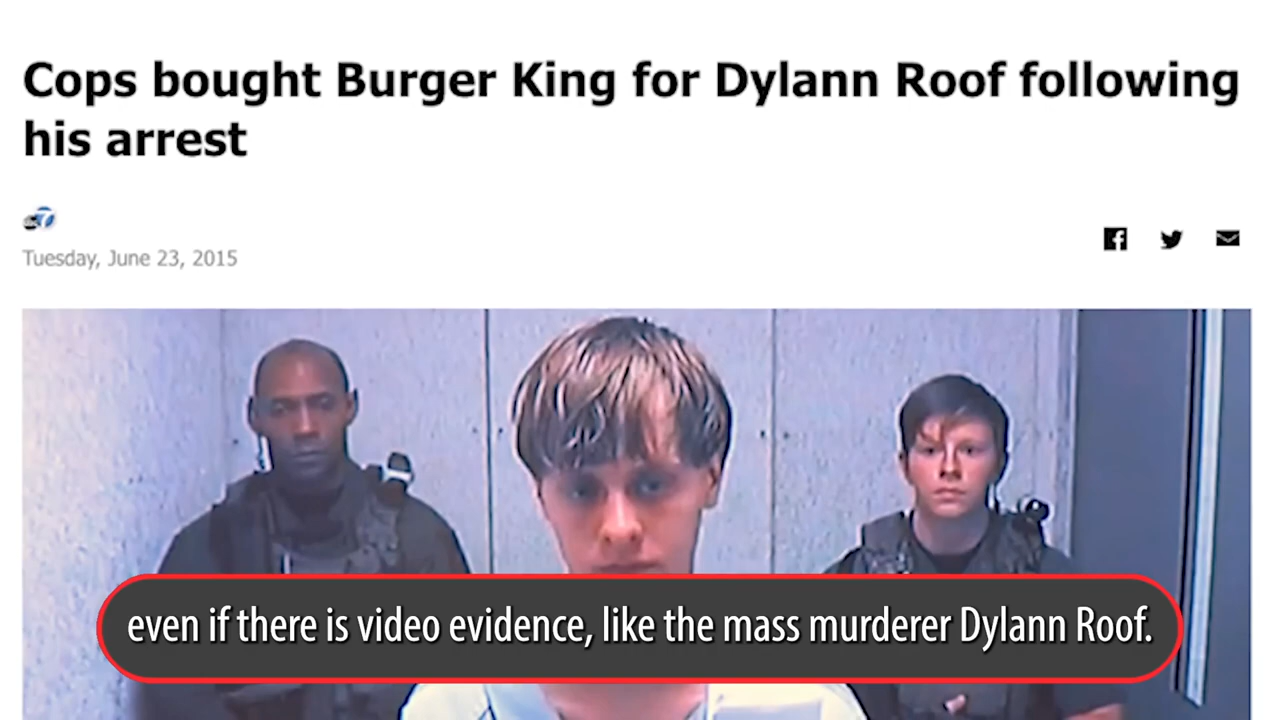 Cops bought Burger King for Dylann Roof following
his arrest
abc7
Tuesday, June 23, 2015
even if there is video evidence, like the mass murderer Dylann Roof.